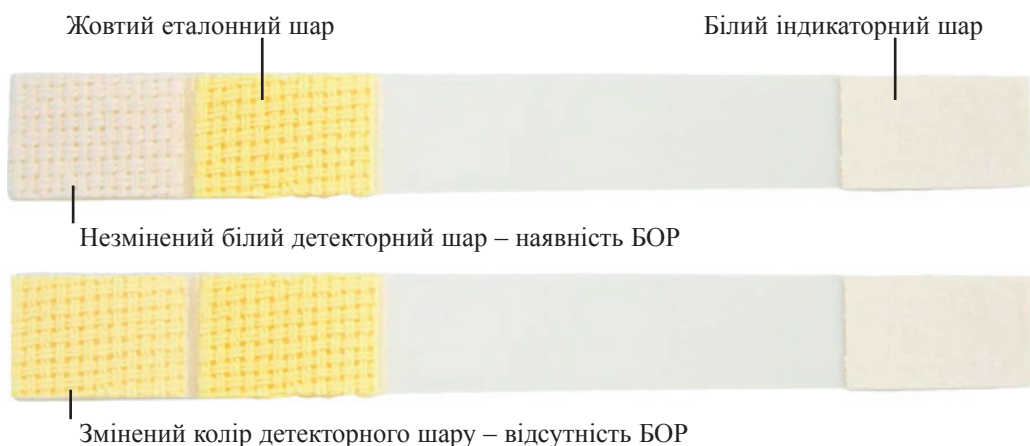 Жовтий еталонний шар
Білий індикаторний шар
Незмінений білий детекторний шар – наявність БОР
Змінений колір детекторного шару – відсутність БОР